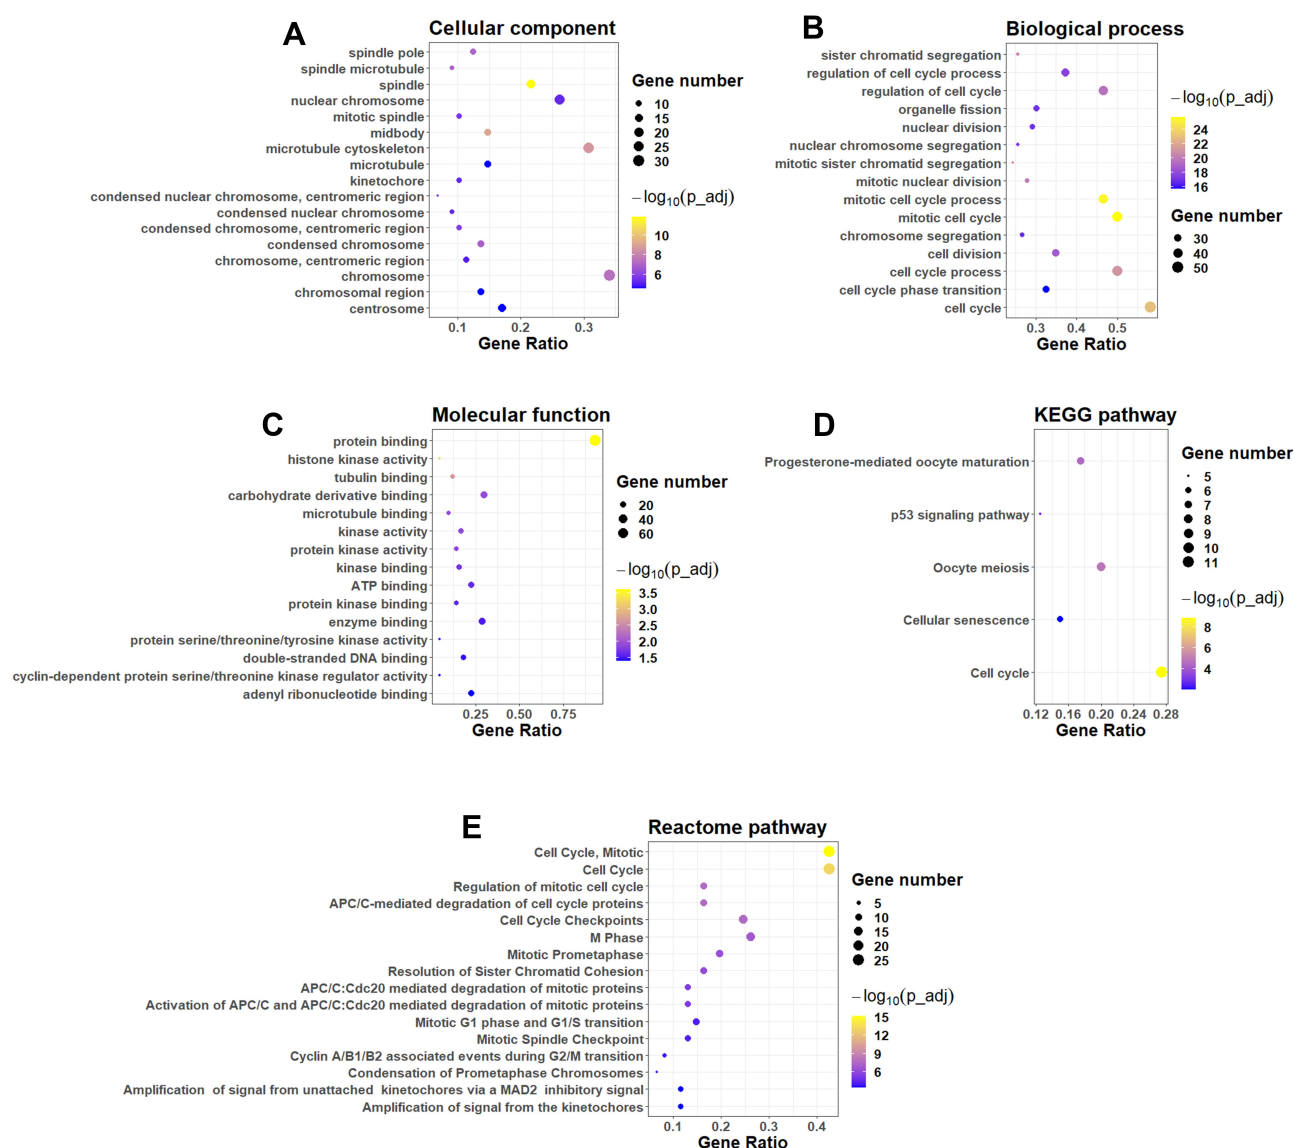 A
Cellular component
spindle pole
spindle microtubule
spindle
nuclear chromosome
mitotic spindle
midbody
microtubule cytoskeleton
microtubule
kinetochore
condensed nuclear chromosome, centromeric region
condensed nuclear chromosome
condensed chromosome, centromeric region
condensed chromosome
chromosome, centromeric region
chromosome
chromosomal region
centrosome
0.1 0.2 0.3
Gene Ratio
Gene number
10
15
20
25
30
−log10(p_adj)
10
8
6
B
Biological process
sister chromatid segregation
regulation of cell cycle process
regulation of cell cycle
organelle fission
nuclear division
nuclear chromosome segregation
mitotic sister chromatid segregation
mitotic nuclear division
mitotic cell cycle process
mitotic cell cycle
chromosome segregation
cell division
cell cycle process
cell cycle phase transition
cell cycle
0.3 0.4 0.5
Gene Ratio
−log10(p_adj)
24
22
20
18
16
Gene number
30
40
50
C
Molecular function
protein binding
histone kinase activity
tubulin binding
carbohydrate derivative binding
microtubule binding
kinase activity
protein kinase activity
kinase binding
ATP binding
protein kinase binding
enzyme binding
protein serine/threonine/tyrosine kinase activity
double-stranded DNA binding
cyclin-dependent protein serine/threonine kinase regulator activity
adenyl ribonucleotide binding
0.25 0.50 0.75
Gene Ratio
Gene number
20
40
60
−log10(p_adj)
3.5
3.0
2.5
2.0
1.5
D
KEGG pathway
Progesterone-mediated oocyte maturation
p53 signaling pathway
Oocyte meiosis
Cellular senescence
Cell cycle
0.12 0.16 0.20 0.24 0.28
Gene Ratio
Gene number
5
6
7
8
9
10
11
−log10(p_adj)
8
6
4
E
Reactome pathway
Cell Cycle, Mitotic
Cell Cycle
Regulation of mitotic cell cycle
APC/C-mediated degradation of cell cycle proteins
Cell Cycle Checkpoints
M Phase
Mitotic Prometaphase
Resolution of Sister Chromatid Cohesion
APC/C:Cdc20 mediated degradation of mitotic proteins
Activation of APC/C and APC/C:Cdc20 mediated degradation of mitotic proteins
Mitotic G1 phase and G1/S transition
Mitotic Spindle Checkpoint
Cyclin A/B1/B2 associated events during G2/M transition
Condensation of Prometaphase Chromosomes
Amplification of signal from unattached kinetochores via a MAD2 inhibitory signal
Amplification of signal from the kinetochores
0.1 0.2 0.3 0.4
Gene Ratio
Gene number
5
10
15
20
25
−log10(p_adj)
15
12
9
6